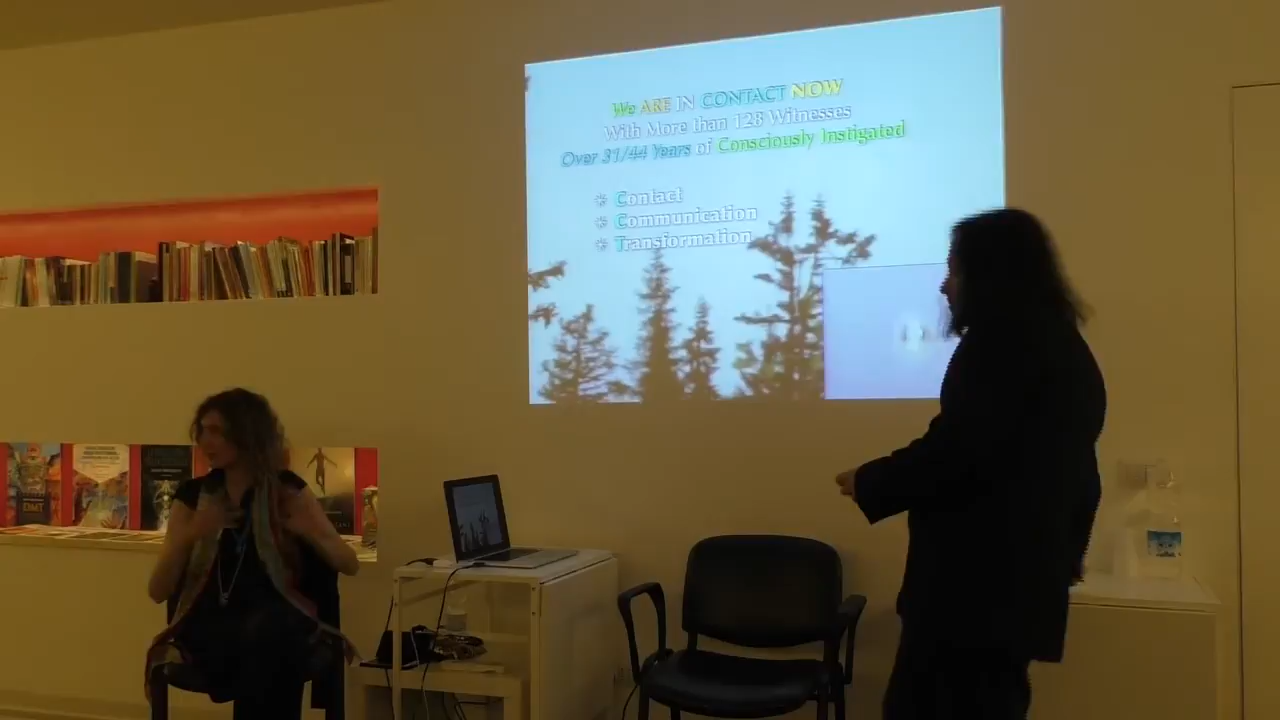 We ARE IN CONTACT NOW
With More than 128 Witnesses
Over 31/44 Years of Consciously Instigated
✳ Contact
✳ Communication
✳ Transformation
DMT